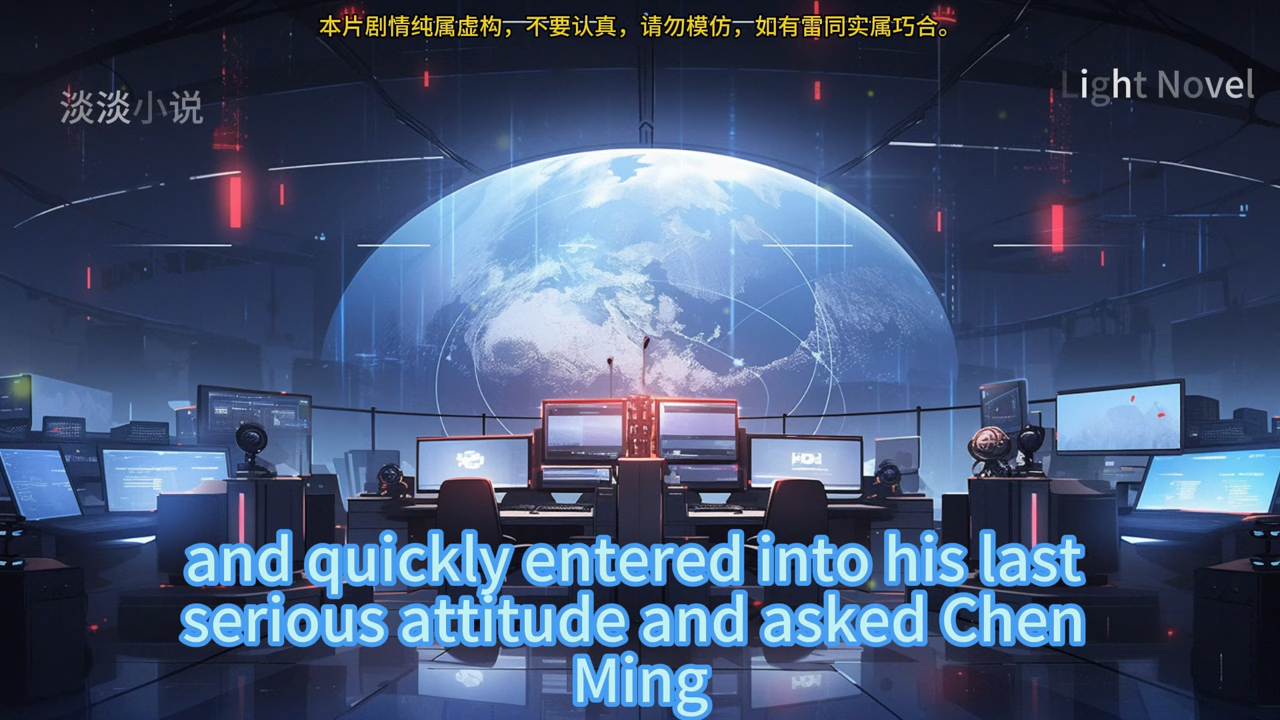 本片剧情纯属虚构，不要认真，请勿模仿，如有雷同实属巧合。
淡淡小说
Light Novel
and quickly entered into his last
serious attitude and asked Chen
Ming